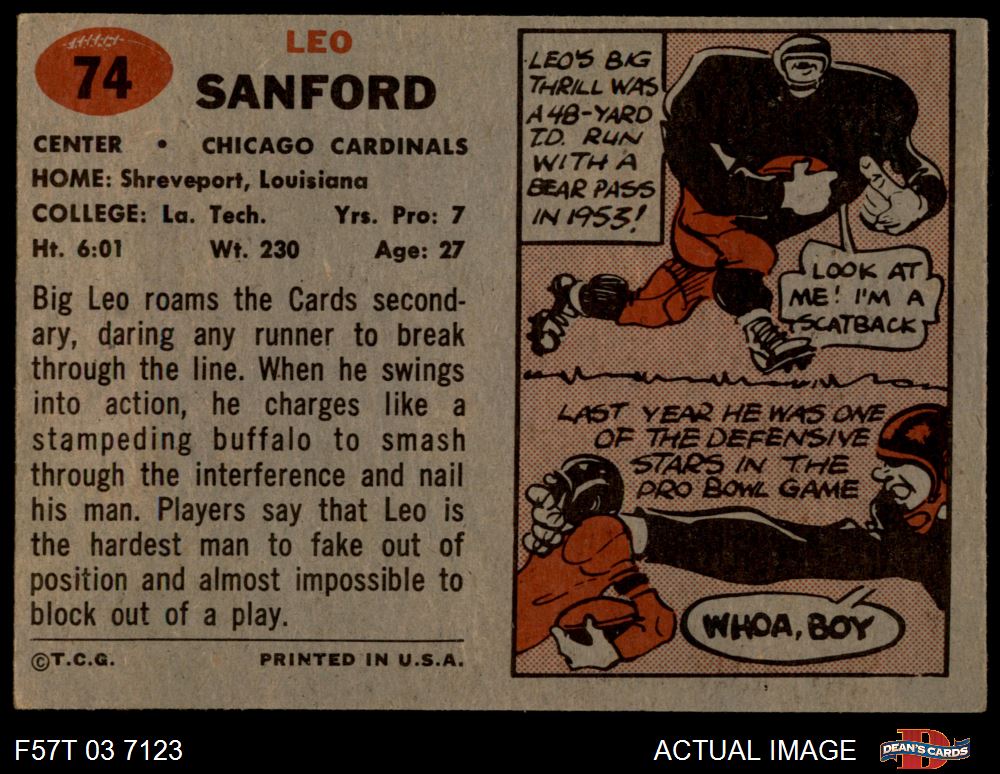 74
LEO
SANFORD
CENTER • CHICAGO CARDINALS
HOME: Shreveport, Louisiana
COLLEGE: La. Tech. Yrs. Pro: 7
Ht. 6:01 Wt. 230 Age: 27
Big Leo roams the Cards second-
ary, daring any runner to break
through the line. When he swings
into action, he charges like a
stampeding buffalo to smash
through the interference and nail
his man. Players say that Leo is
the hardest man to fake out of
position and almost impossible to
block out of a play.
©T.C.G. PRINTED IN U.S.A.
LEO'S BIG
THRILL WAS
A 48-YARD
T.D. RUN
WITH A
BEAR PASS
IN 1953!
LOOK AT
ME! I'M A
SCATBACK
LAST YEAR HE WAS ONE
OF THE DEFENSIVE
STARS IN THE
PRO BOWL GAME
WHOA, BOY
F57T 03 7123
ACTUAL IMAGE
DEAN'S CARDS